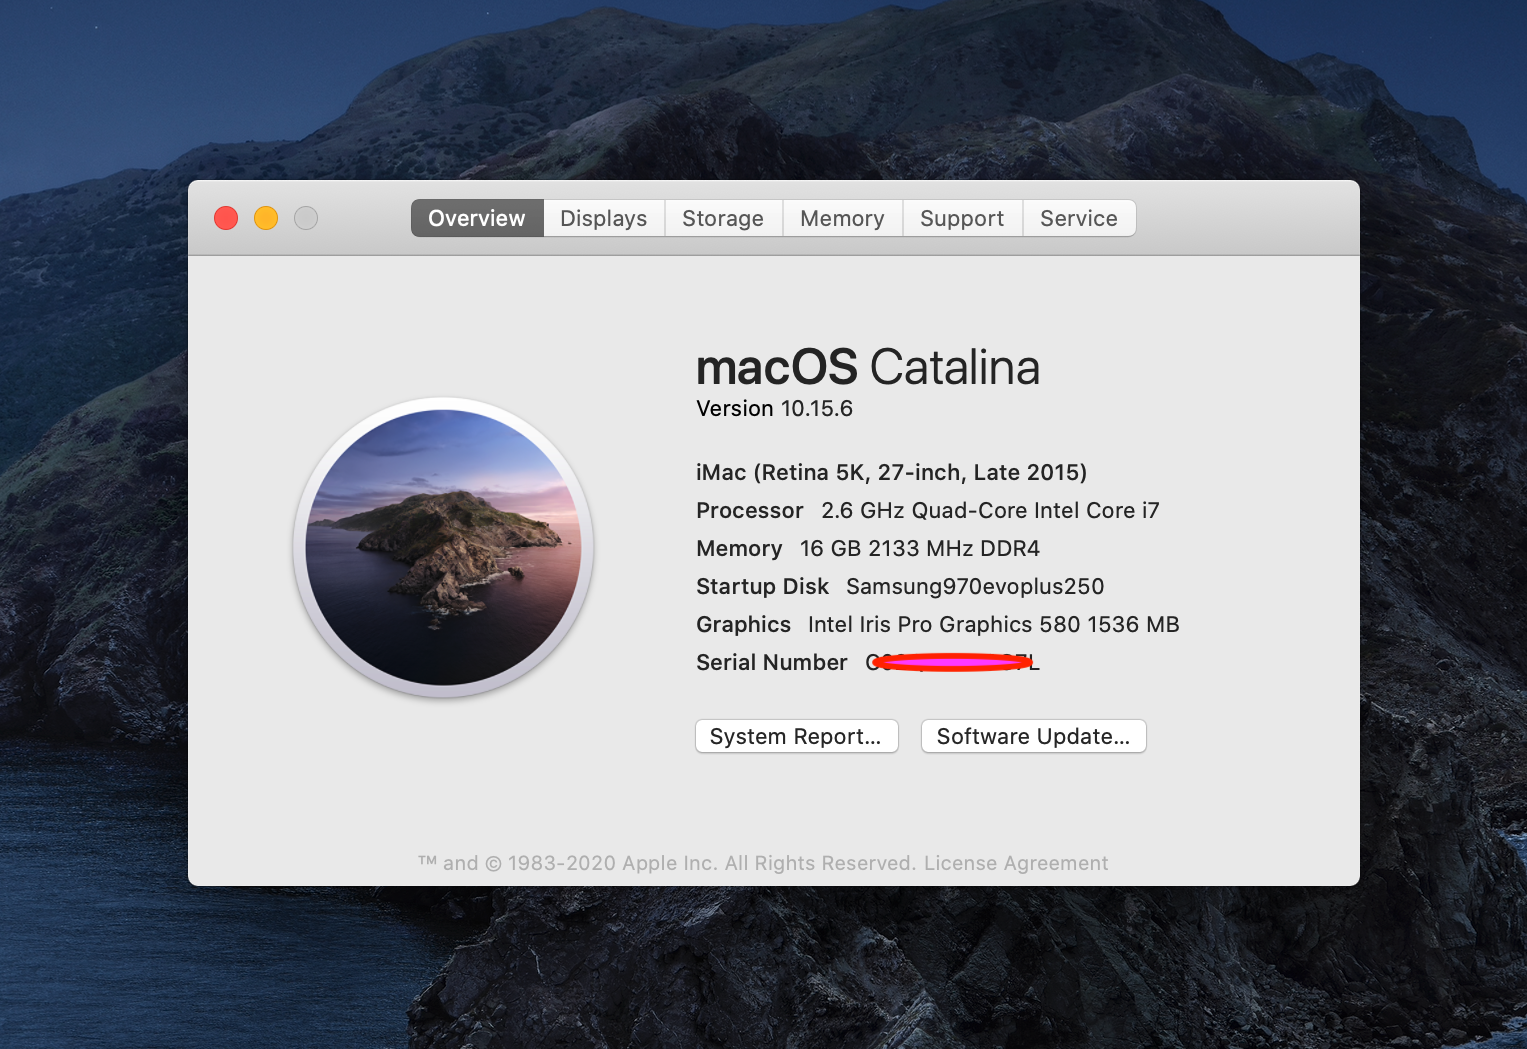 Overview Displays Storage Memory Support Service
macOS Catalina
Version 10.15.6
iMac (Retina 5K, 27-inch, Late 2015)
Processor 2.6 GHz Quad-Core Intel Core i7
Memory 16 GB 2133 MHz DDR4
Startup Disk Samsung970evoplus250
Graphics Intel Iris Pro Graphics 580 1536 MB
Serial Number
System Report... Software Update...
™ and © 1983-2020 Apple Inc. All Rights Reserved. License Agreement